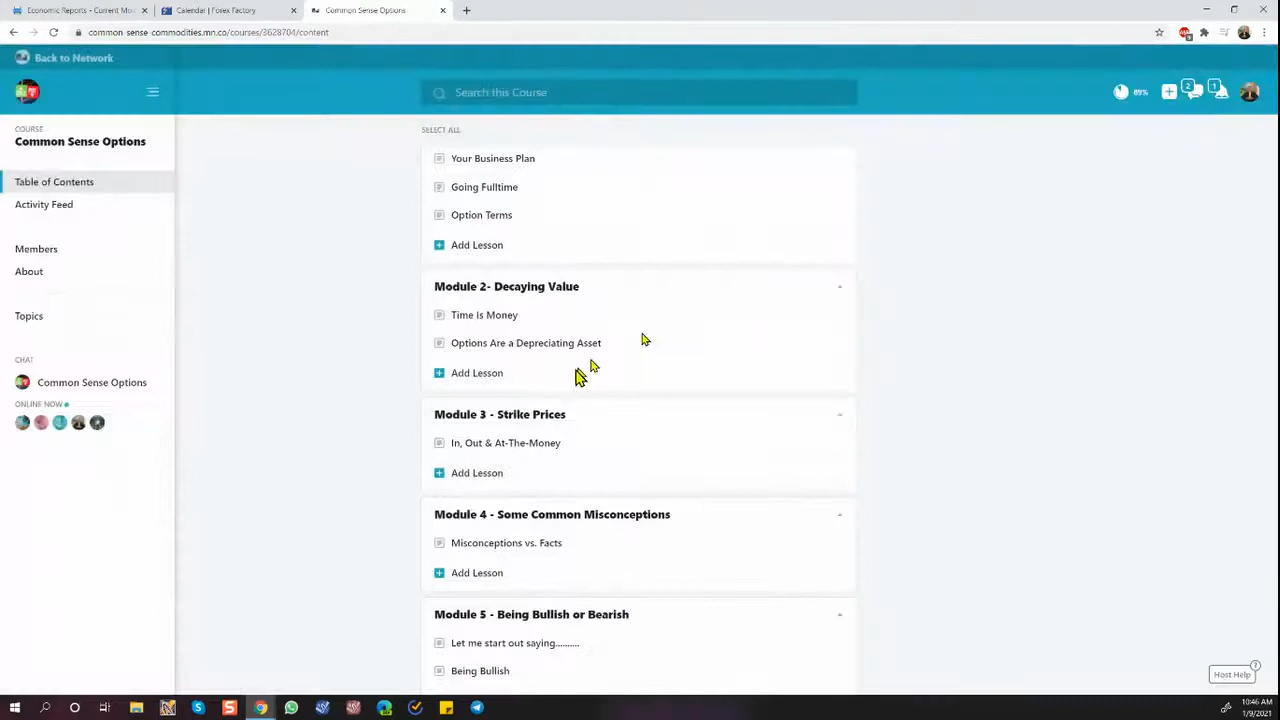 Economic Reports - Current Mo
Calendar | Forex Factory
Common Sense Options
common-sense-commodities.mn.co/courses/3628704/content
Back to Network
Search this Course
89%
2
1
COURSE
Common Sense Options
Table of Contents
Activity Feed
Members
About
Topics
CHAT
Common Sense Options
ONLINE NOW
SELECT ALL
Your Business Plan
Going Fulltime
Option Terms
Add Lesson
Module 2- Decaying Value
Time is Money
Options Are a Depreciating Asset
Add Lesson
Module 3 - Strike Prices
In, Out & At-The-Money
Add Lesson
Module 4 - Some Common Misconceptions
Misconceptions vs. Facts
Add Lesson
Module 5 - Being Bullish or Bearish
Let me start out saying..........
Being Bullish
Host Help
?
10:46 AM
1/9/2021